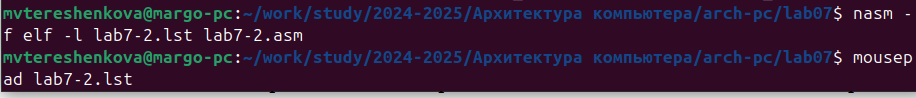 mvtereshenkova@margo-pc:~/work/study/2024-2025/Архитектура компьютера/arch-pc/lab07$ nasm -
f elf -l lab7-2.lst lab7-2.asm
mvtereshenkova@margo-pc:~/work/study/2024-2025/Архитектура компьютера/arch-pc/lab07$ mousep
ad lab7-2.lst